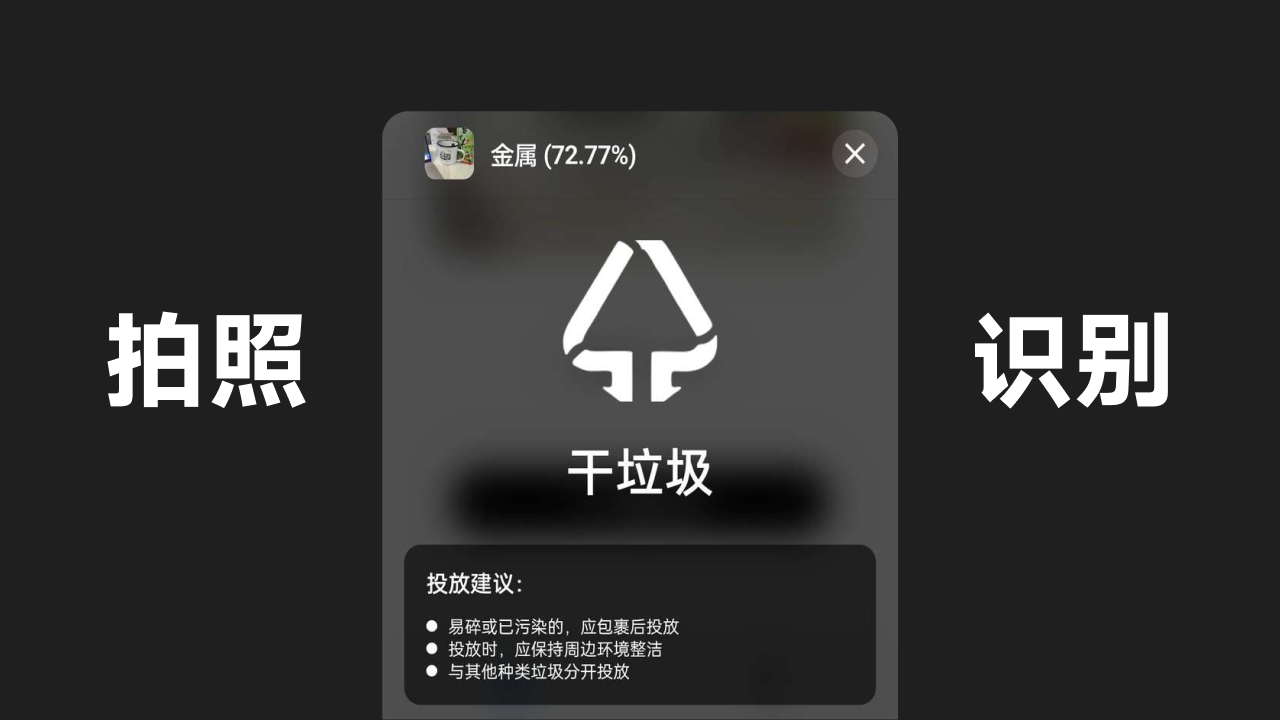 金属 (72.77%)
拍照
识别
干垃圾
投放建议：
易碎或已污染的，应包裹后投放
投放时，应保持周边环境整洁
与其他种类垃圾分开投放